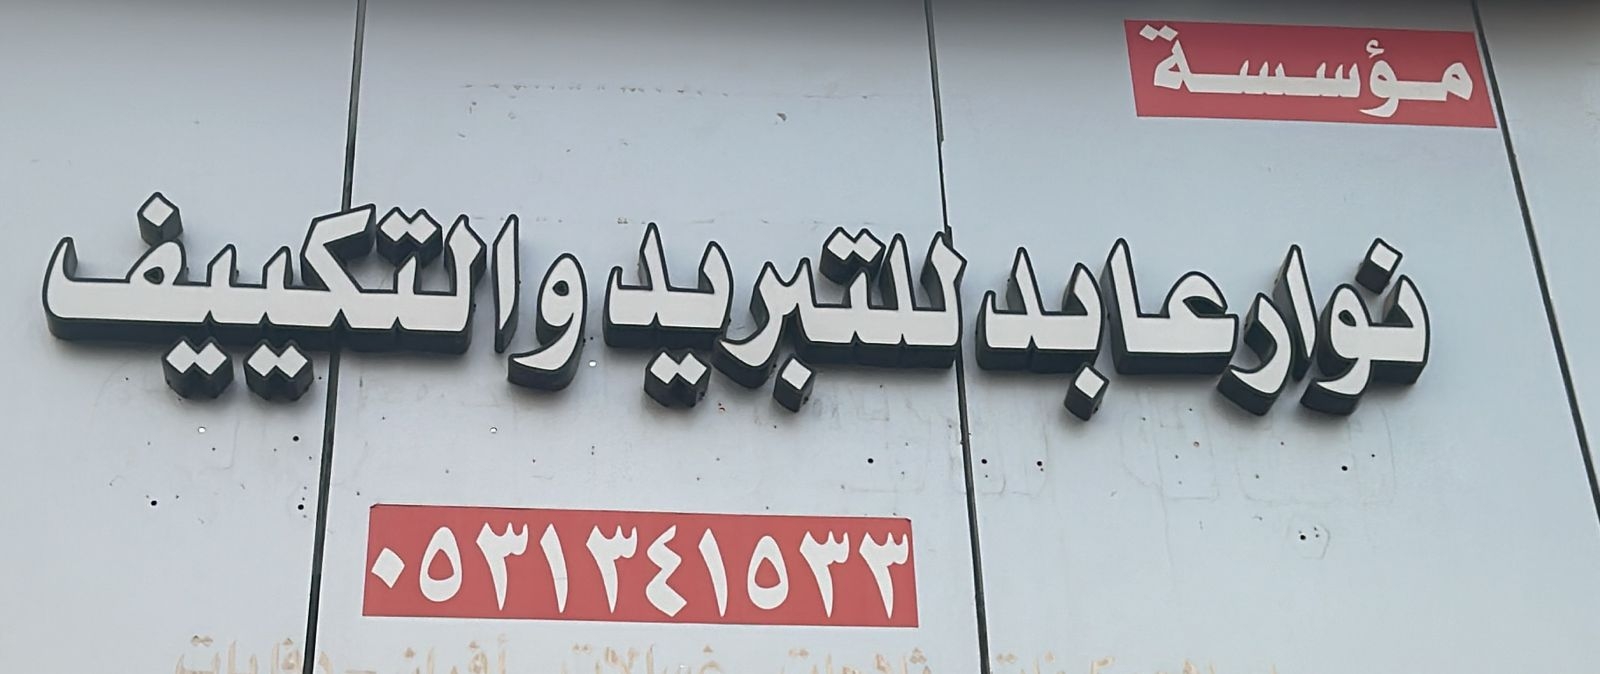 مؤسسة
نوار عابد للتبريد والتكييف
٠٥٣١٣٤١٥٣٣